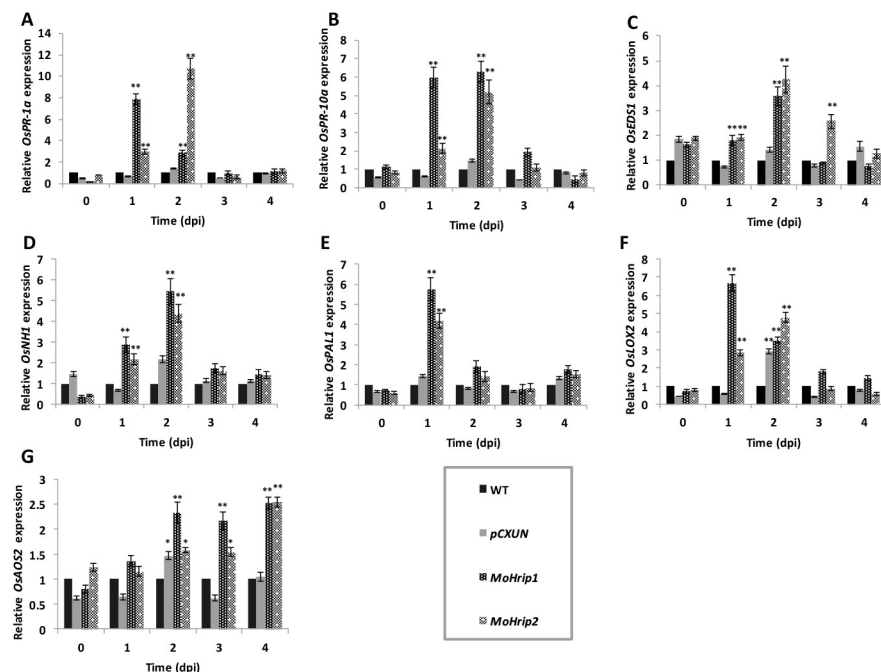 A
Relative OsPR-1a expression
14
12
10
8
6
4
2
0
**
**
**
**
0 1 2 3 4
Time (dpi)
B
Relative OsPR-10a expression
8
7
6
5
4
3
2
1
0
**
**
**
**
0 1 2 3 4
Time (dpi)
C
Relative OsEDS1 expression
6
5
4
3
2
1
0
****
**
**
**
0 1 2 3 4
Time (dpi)
D
Relative OsNH1 expression
7
6
5
4
3
2
1
0
**
**
**
**
0 1 2 3 4
Time (dpi)
E
Relative OsPAL1 expression
7
6
5
4
3
2
1
0
**
**
0 1 2 3 4
Time (dpi)
F
Relative OsLOX2 expression
8
7
6
5
4
3
2
1
0
**
**
**
**
**
0 1 2 3 4
Time (dpi)
G
Relative OsAOS2 expression
3
2.5
2
1.5
1
0.5
0
*
**
*
**
*
** **
0 1 2 3 4
Time (dpi)
WT
pCXUN
MoHrip1
MoHrip2